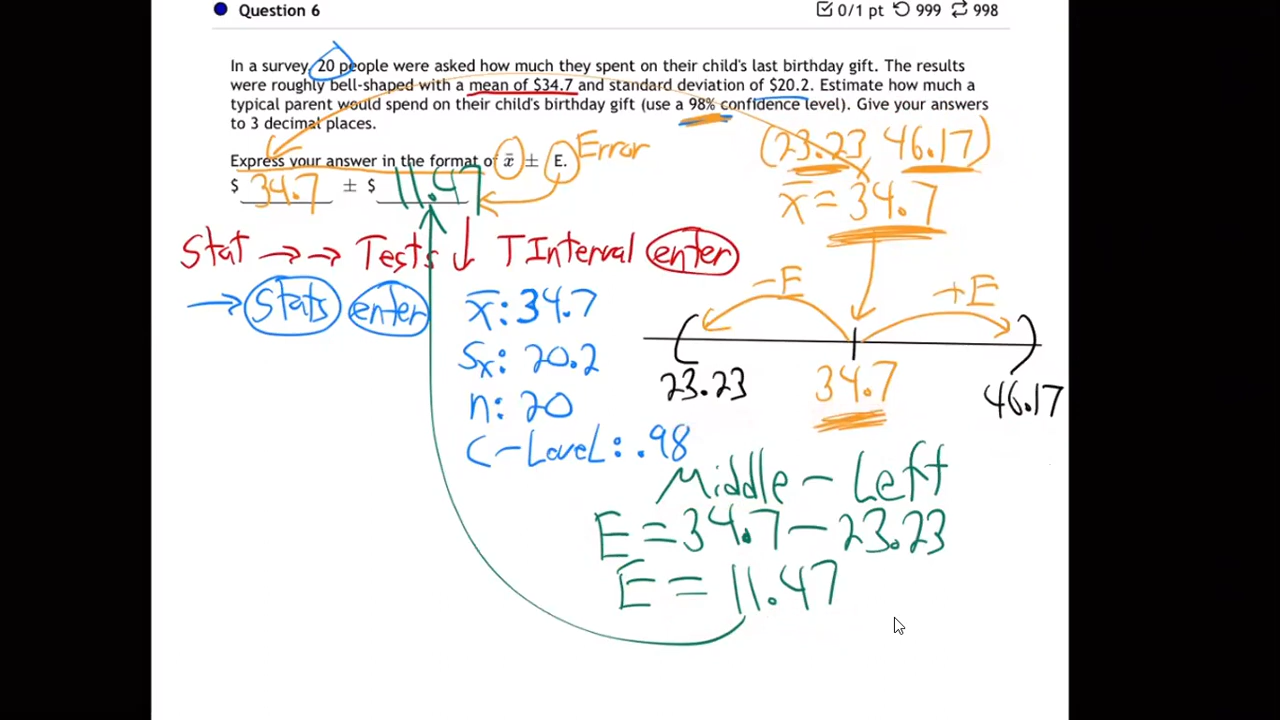 Question 6
0/1 pt 999 998
In a survey, 20 people were asked how much they spent on their child's last birthday gift. The results
were roughly bell-shaped with a mean of $34.7 and standard deviation of $20.2. Estimate how much a
typical parent would spend on their child's birthday gift (use a 98% confidence level). Give your answers
to 3 decimal places.
Express your answer in the format of x̄ ± E.
Error
(23.23 46.17)
$ 34.7 ± $ 11.47
x̄ = 34.7
Stat → → Tests ↓ TInterval enter
→ Stats enter
x̄: 34.7
Sx: 20.2
n: 20
C-Level: .98
-E +E
23.23 34.7 46.17
Middle - Left
E = 34.7 - 23.23
E = 11.47